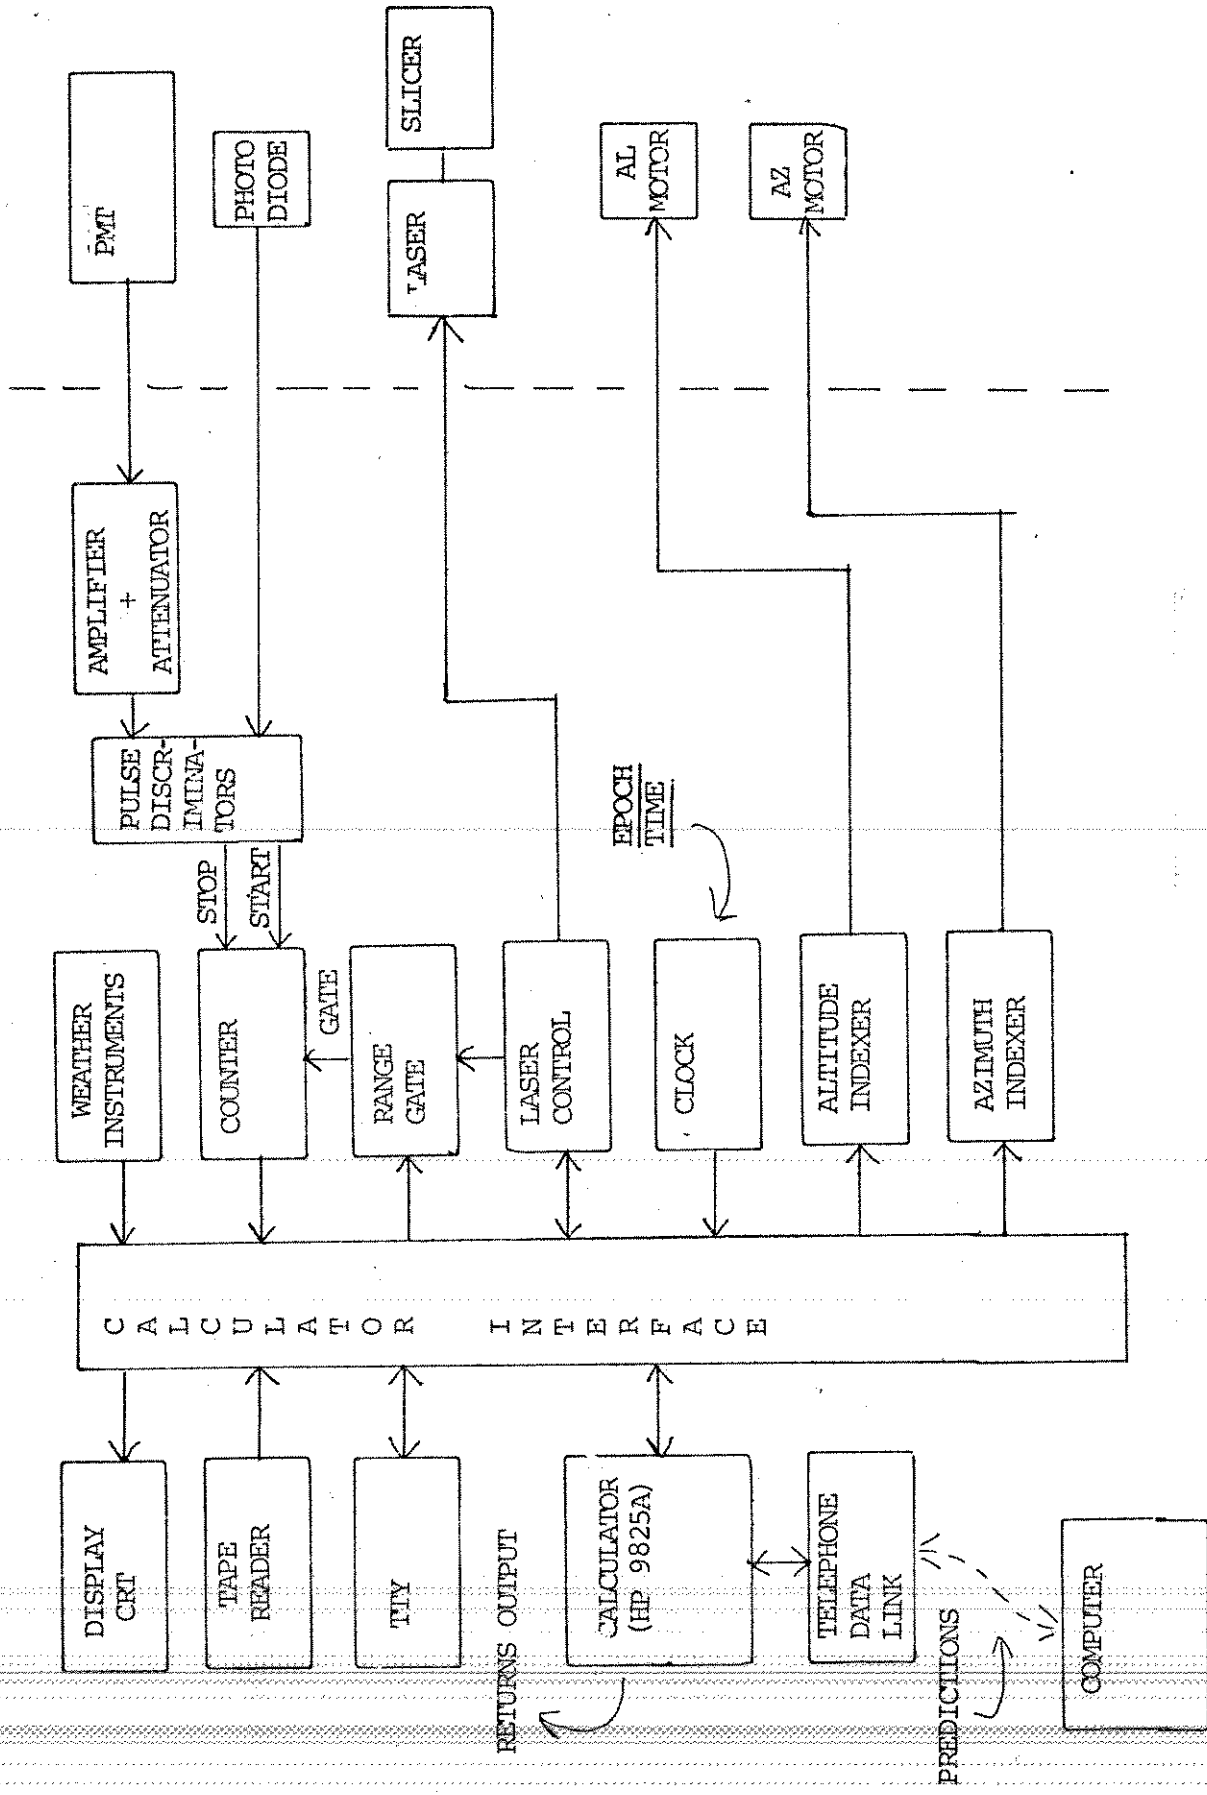 DISPLAY
CRT
TAPE
READER
TTY
RETURNS OUTPUT
CALCULATOR
(HP 9825A)
TELEPHONE
DATA
LINK
PREDICTIONS
COMPUTER
CALCULATOR INTERFACE
WEATHER
INSTRUMENTS
COUNTER
GATE
RANGE
GATE
LASER
CONTROL
CLOCK
EPOCH
TIME
ALTITUDE
INDEXER
AZIMUTH
INDEXER
STOP
START
PULSE
DISCR-
IMINA-
TORS
AMPLIFIER
+
ATTENUATOR
PMT
PHOTO
DIODE
LASER
SLICER
AL
MOTOR
AZ
MOTOR